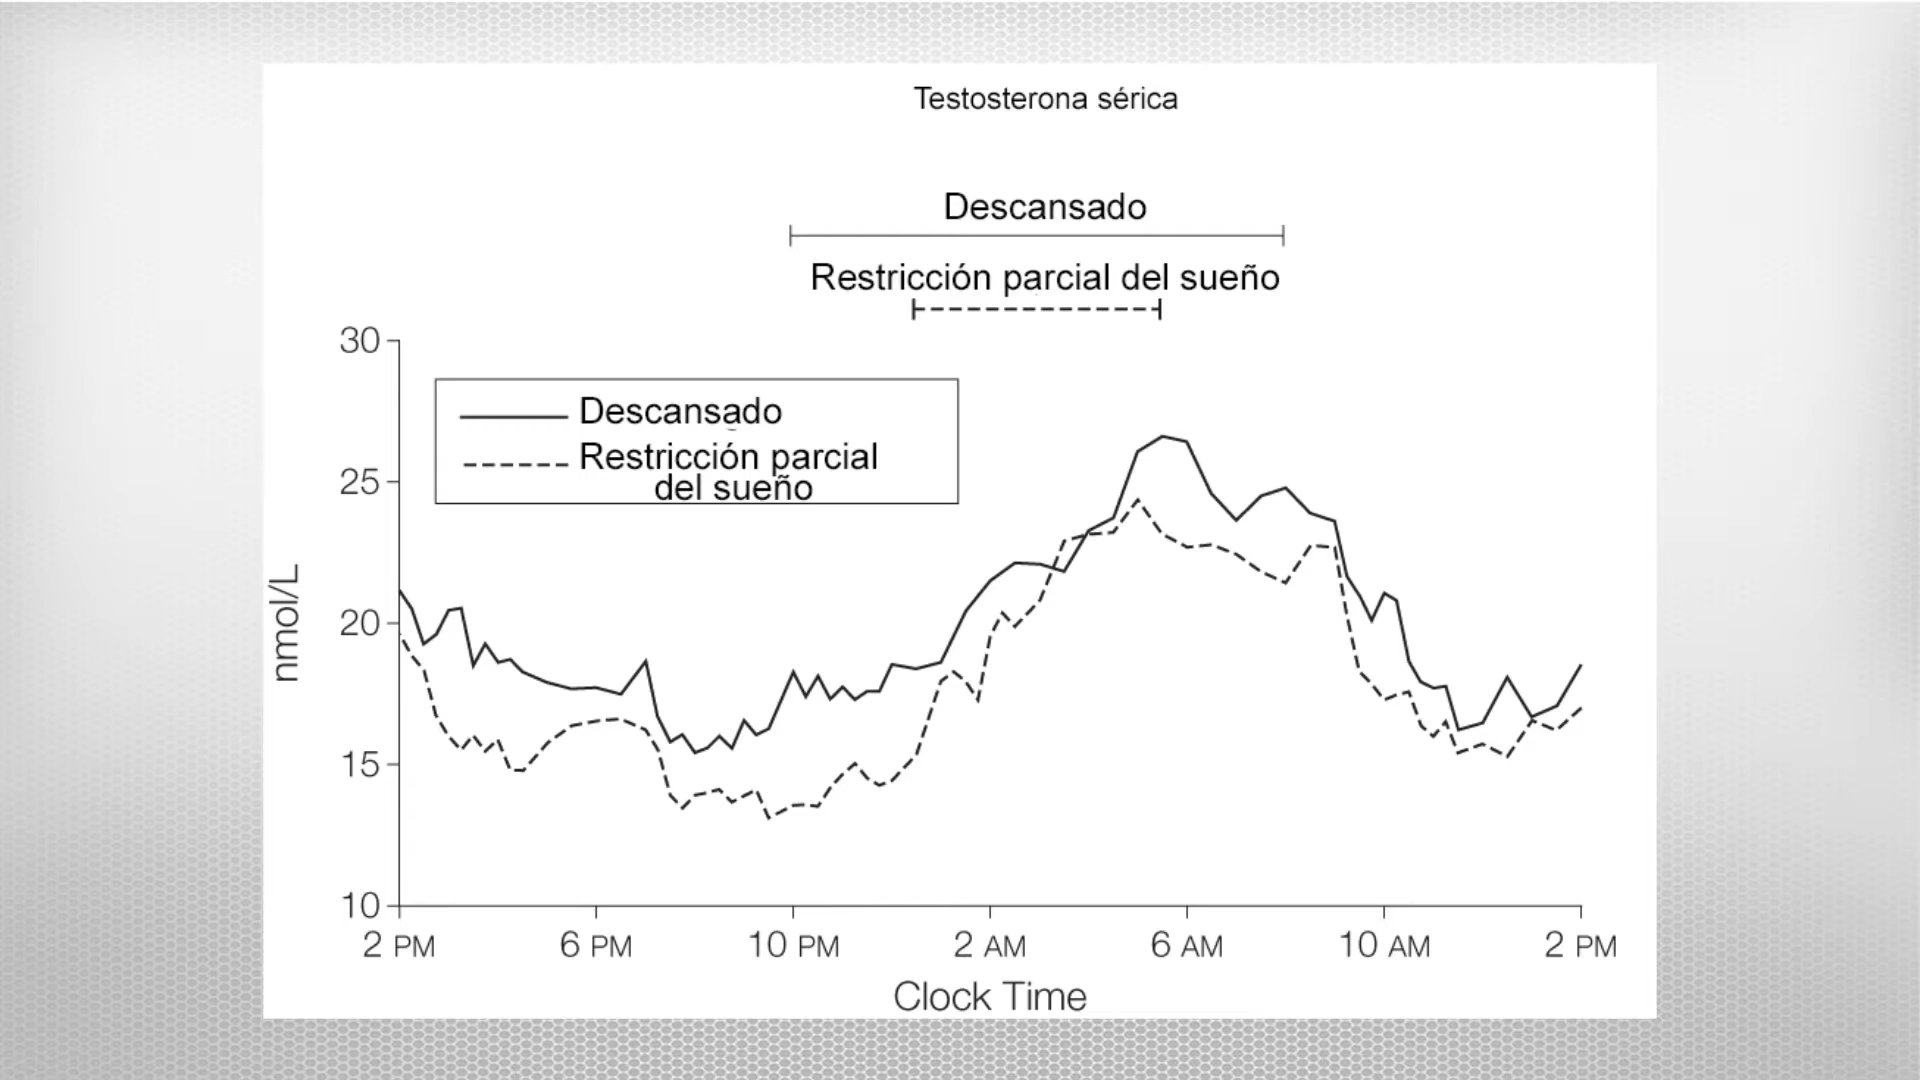 Testosterona sérica
Descansado
Restricción parcial del sueño
30
Descansado
Restricción parcial
del sueño
25
20
15
10
nmol/L
2 PM 6 PM 10 PM 2 AM 6 AM 10 AM 2 PM
Clock Time